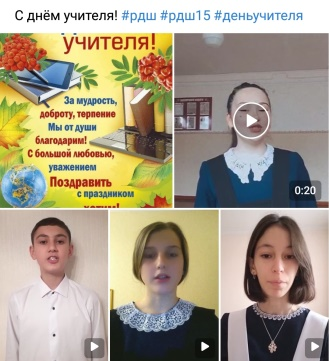 С днём учителя! #рдш #рдш15 #деньучителя
учителя!
За мудрость,
доброту, терпение
Мы от души
благодарим!
С большой любовью,
уважением
Поздравить
с праздником
хотим!
0:20